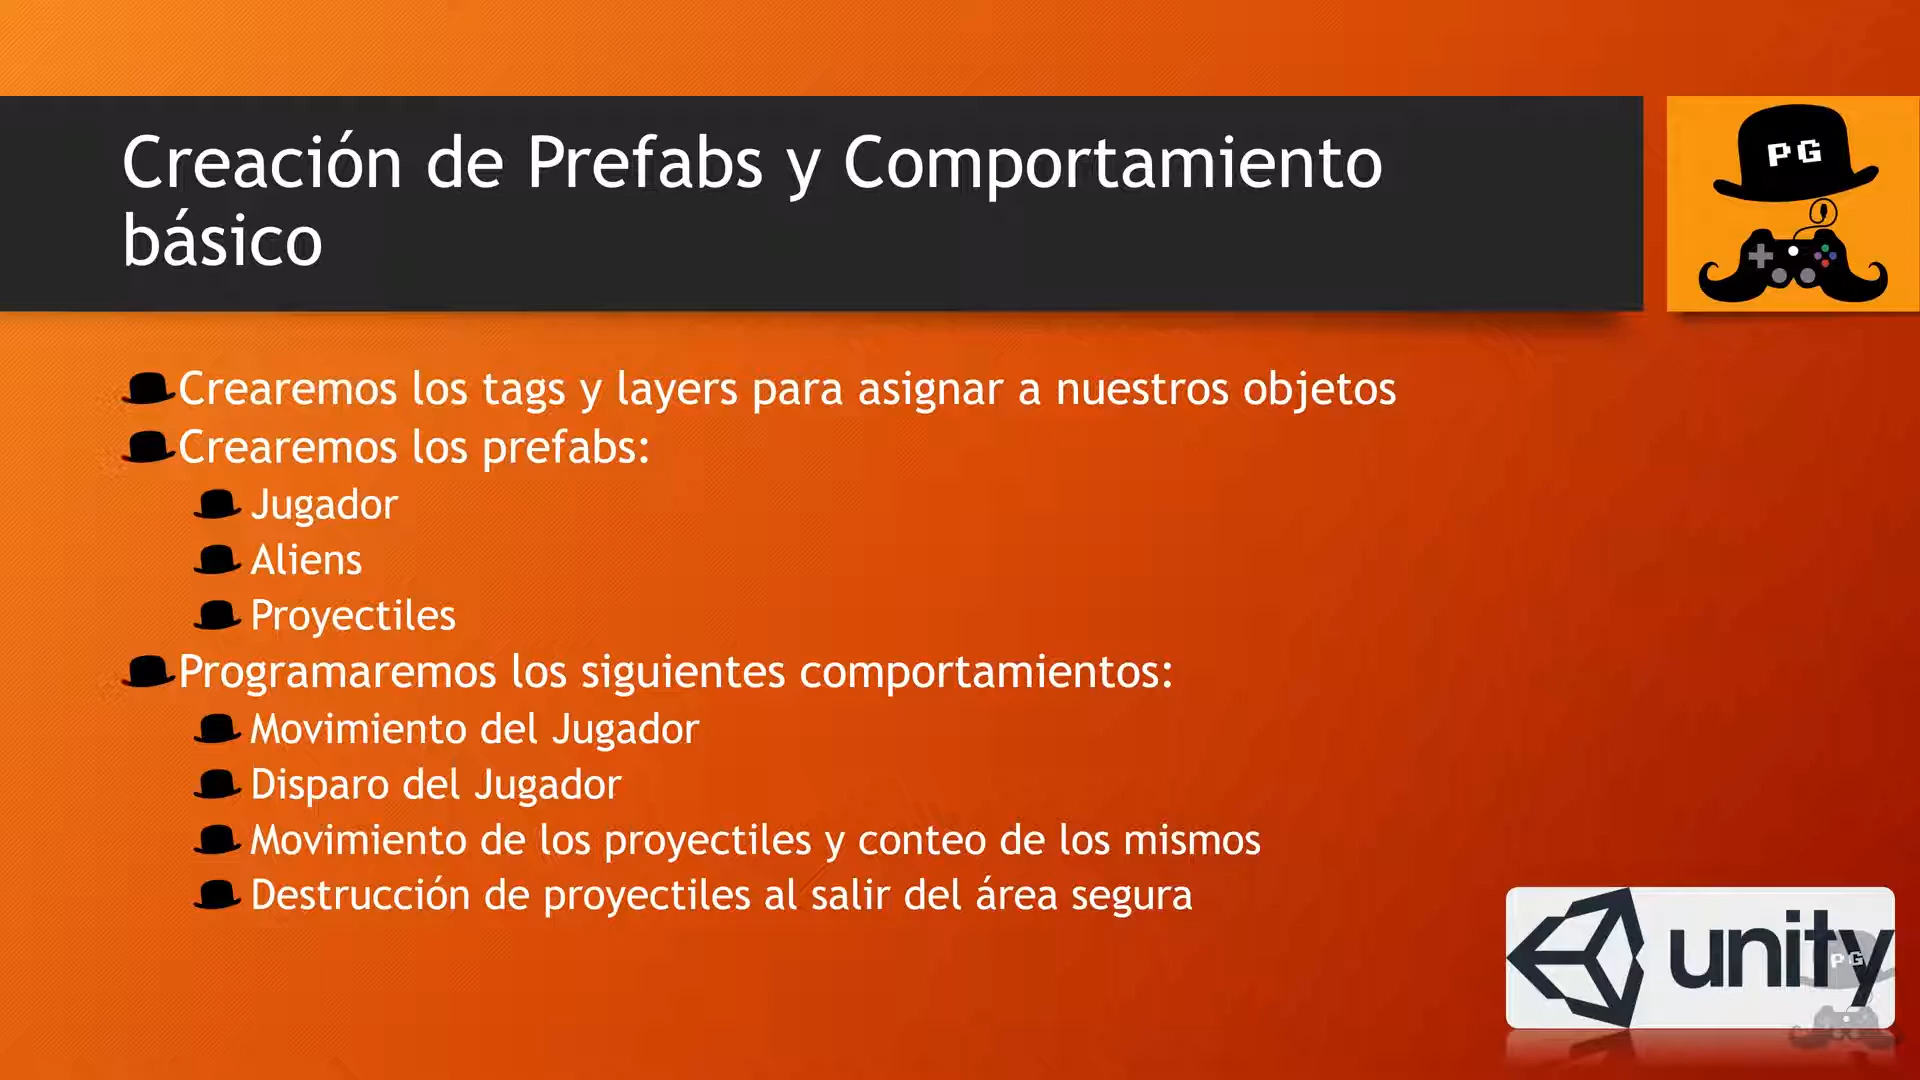 Creación de Prefabs y Comportamiento
básico
PG
Crearemos los tags y layers para asignar a nuestros objetos
Crearemos los prefabs:
Jugador
Aliens
Proyectiles
Programaremos los siguientes comportamientos:
Movimiento del Jugador
Disparo del Jugador
Movimiento de los proyectiles y conteo de los mismos
Destrucción de proyectiles al salir del área segura
unity
PG